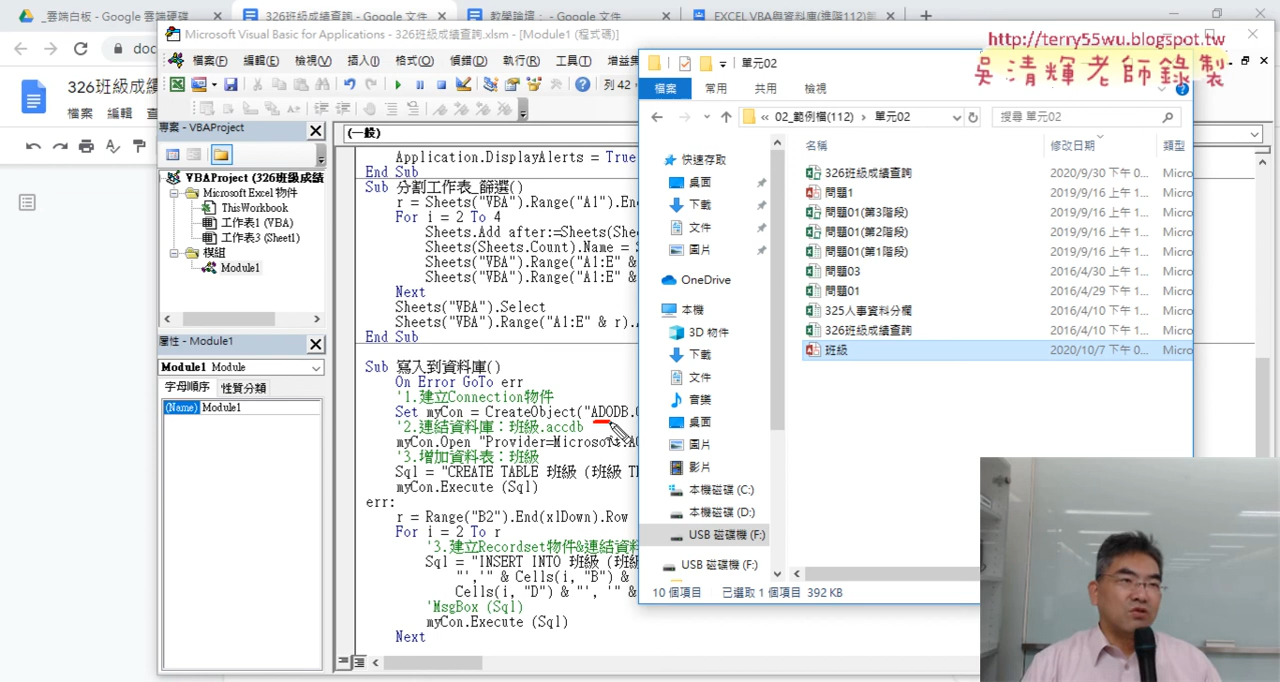 _雲端白板 - Google 雲端硬碟
326班級成績查詢 - Google 文件
教學論壇： - Google 文件
EXCEL VBA與資料庫(進階112)
http://terry55wu.blogspot.tw
吳清輝老師錄製
326班級成績
檔案 編輯
Microsoft Visual Basic for Applications - 326班級成績查詢.xlsm - [Module1 (程式碼)]
檔案(F) 編輯(E) 檢視(V) 插入(I) 格式(O) 偵錯(D) 執行(R) 工具(T)
列 42
專案 - VBAProject
VBAProject (326班級成績
Microsoft Excel 物件
ThisWorkbook
工作表1 (VBA)
工作表3 (Sheet1)
模組
Module1
屬性 - Module1
Module1 Module
字母順序 性質分類
(Name) Module1
(一般)
Application.DisplayAlerts = True
End Sub
Sub 分割工作表_篩選()
r = Sheets("VBA").Range("A1").En
For i = 2 To 4
Sheets.Add after:=Sheets(She
Sheets(Sheets.Count).Name = S
Sheets("VBA").Range("A1:E" &
Sheets("VBA").Range("A1:E" &
Next
Sheets("VBA").Select
Sheets("VBA").Range("A1:E" & r).
End Sub
Sub 寫入到資料庫()
On Error GoTo err
'1.建立Connection物件
Set myCon = CreateObject("ADODB.
'2.連結資料庫：班級.accdb
myCon.Open "Provider=Microsoft.AC
'3.增加資料表：班級
Sql = "CREATE TABLE 班級 (班級 TE
myCon.Execute (Sql)
err:
r = Range("B2").End(xlDown).Row
For i = 2 To r
'3.建立Recordset物件&連結資料
Sql = "INSERT INTO 班級 (班級
"','" & Cells(i, "B") &
Cells(i, "D") & "', '" &
'MsgBox (Sql)
myCon.Execute (Sql)
Next
單元02
檔案 常用 共用 檢視
02_範例檔(112) 單元02
搜尋 單元02
快速存取
桌面
下載
文件
圖片
OneDrive
本機
3D 物件
下載
文件
音樂
桌面
圖片
影片
本機磁碟 (C:)
本機磁碟 (D:)
USB 磁碟機 (F:)
USB 磁碟機 (F:)
名稱 修改日期 類型
326班級成績查詢 2020/9/30 下午 0... Micro
問題1 2019/9/16 上午 1... Micro
問題01(第3階段) 2019/9/16 上午 1... Micro
問題01(第2階段) 2019/9/16 上午 1... Micro
問題01(第1階段) 2019/9/16 上午 1... Micro
問題03 2016/4/30 上午 1... Micro
問題01 2016/4/29 上午 1... Micro
325人事資料分欄 2016/4/10 下午 1... Micro
326班級成績查詢 2016/4/10 下午 1... Micro
班級 2020/10/7 下午 0... Micro
10 個項目 已選取 1 個項目 392 KB